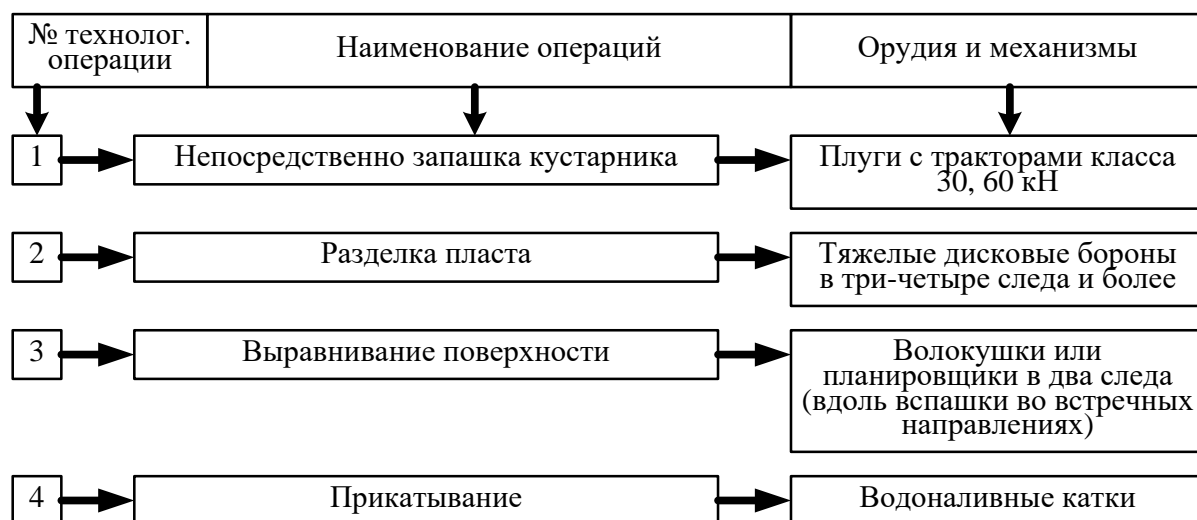 № технолог.
операции
Наименование операций
Орудия и механизмы
1
Непосредственно запашка кустарника
Плуги с тракторами класса
30, 60 кН
2
Разделка пласта
Тяжелые дисковые бороны
в три-четыре следа и более
3
Выравнивание поверхности
Волокушки или
планировщики в два следа
(вдоль вспашки во встречных
направлениях)
4
Прикатывание
Водоналивные катки